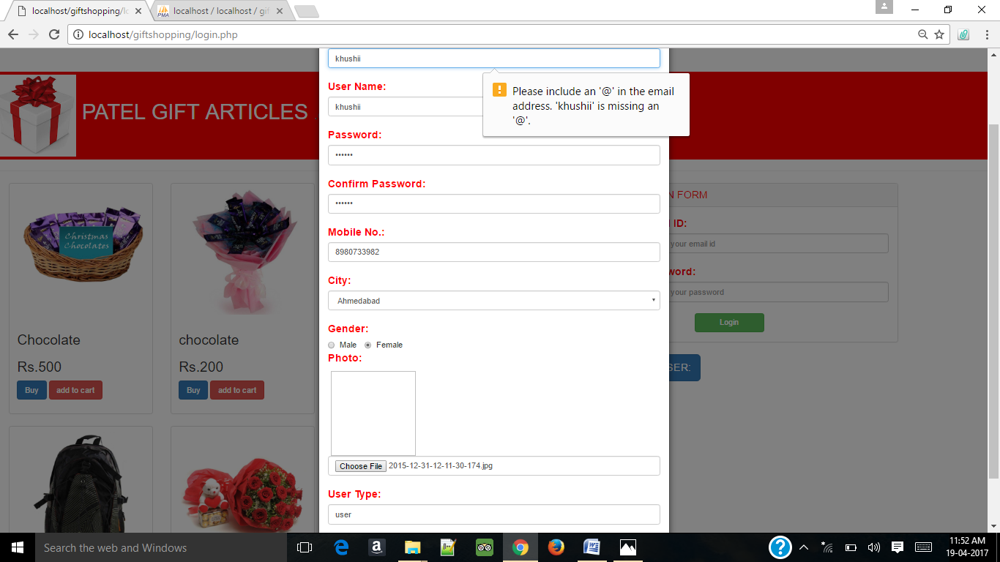 localhost/giftshopping/lo
localhost / localhost / gif
PMA
localhost/giftshopping/login.php
PATEL GIFT ARTICLES
khushii
Please include an '@' in the email
address. 'khushii' is missing an
'@'.
User Name:
khushii
Password:
••••••
Confirm Password:
••••••
Mobile No.:
8980733982
City:
Ahmedabad
Gender:
Male Female
Photo:
Choose File 2015-12-31-12-11-30-174.jpg
User Type:
user
Christmas
Chocolates
Chocolate
Rs.500
Buy add to cart
chocolate
Rs.200
Buy add to cart
N FORM
ID:
your email id
word:
your password
Login
SER:
Search the web and Windows
11:52 AM
19-04-2017